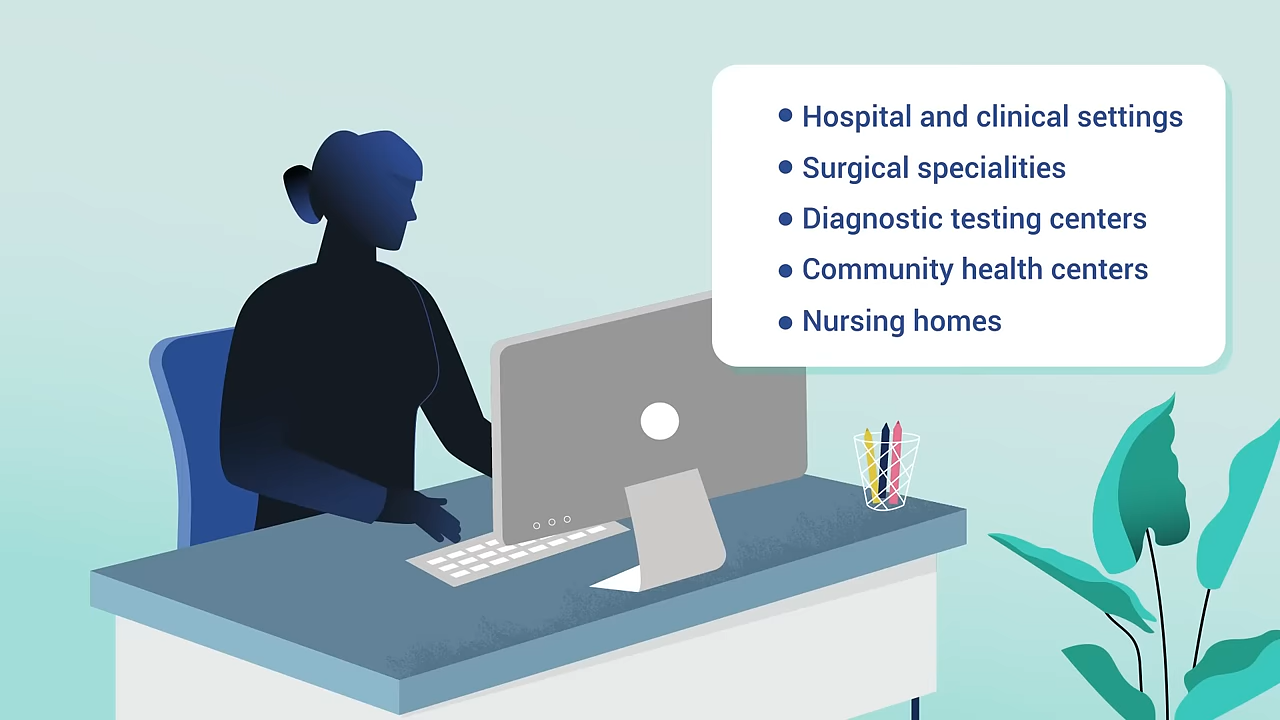 Hospital and clinical settings
Surgical specialities
Diagnostic testing centers
Community health centers
Nursing homes